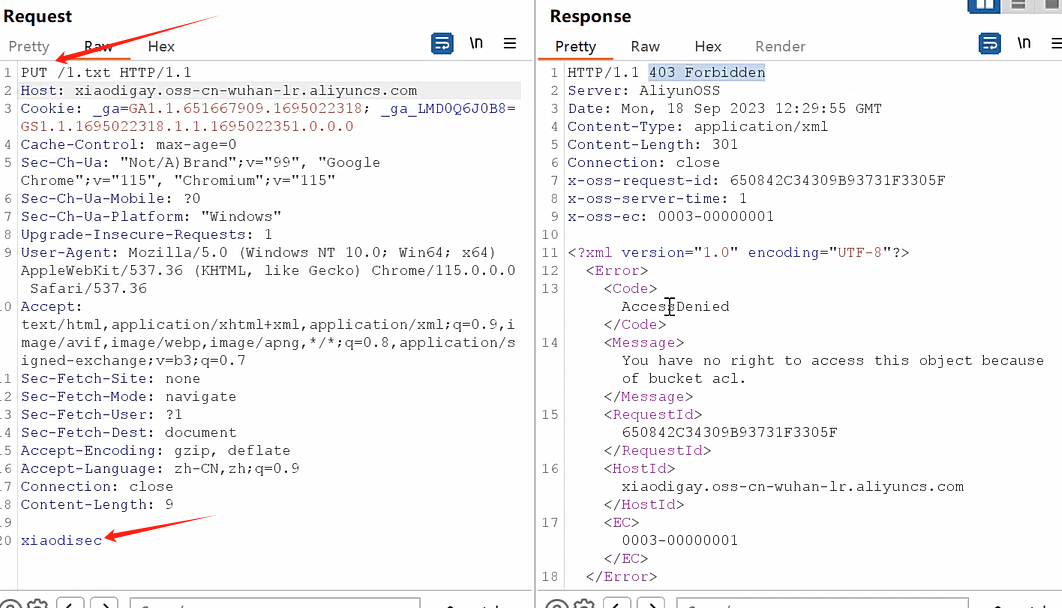 Request
Pretty Raw Hex \n
1 PUT /1.txt HTTP/1.1
2 Host: xiaodigay.oss-cn-wuhan-lr.aliyuncs.com
3 Cookie: _ga=GA1.1.651667909.1695022318; _ga_LMD0Q6J0B8=
GS1.1.1695022318.1.1.1695022351.0.0.0
4 Cache-Control: max-age=0
5 Sec-Ch-Ua: "Not/A)Brand";v="99", "Google
Chrome";v="115", "Chromium";v="115"
6 Sec-Ch-Ua-Mobile: ?0
7 Sec-Ch-Ua-Platform: "Windows"
8 Upgrade-Insecure-Requests: 1
9 User-Agent: Mozilla/5.0 (Windows NT 10.0; Win64; x64)
AppleWebKit/537.36 (KHTML, like Gecko) Chrome/115.0.0.0
Safari/537.36
0 Accept:
text/html,application/xhtml+xml,application/xml;q=0.9,i
mage/avif,image/webp,image/apng,*/*;q=0.8,application/s
igned-exchange;v=b3;q=0.7
1 Sec-Fetch-Site: none
2 Sec-Fetch-Mode: navigate
3 Sec-Fetch-User: ?1
4 Sec-Fetch-Dest: document
5 Accept-Encoding: gzip, deflate
6 Accept-Language: zh-CN,zh;q=0.9
7 Connection: close
8 Content-Length: 9
9
0 xiaodisec
Response
Pretty Raw Hex Render \n
1 HTTP/1.1 403 Forbidden
2 Server: AliyunOSS
3 Date: Mon, 18 Sep 2023 12:29:55 GMT
4 Content-Type: application/xml
5 Content-Length: 301
6 Connection: close
7 x-oss-request-id: 650842C34309B93731F3305F
8 x-oss-server-time: 1
9 x-oss-ec: 0003-00000001
10
11 <?xml version="1.0" encoding="UTF-8"?>
12 <Error>
13 <Code>
AccessDenied
</Code>
14 <Message>
You have no right to access this object because
of bucket acl.
</Message>
15 <RequestId>
650842C34309B93731F3305F
</RequestId>
16 <HostId>
xiaodigay.oss-cn-wuhan-lr.aliyuncs.com
</HostId>
17 <EC>
0003-00000001
</EC>
18 </Error>